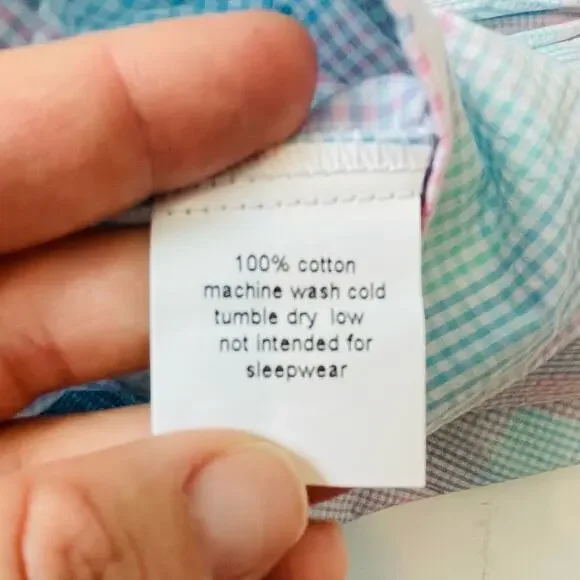 100% cotton
machine wash cold
tumble dry low
not intended for
sleepwear